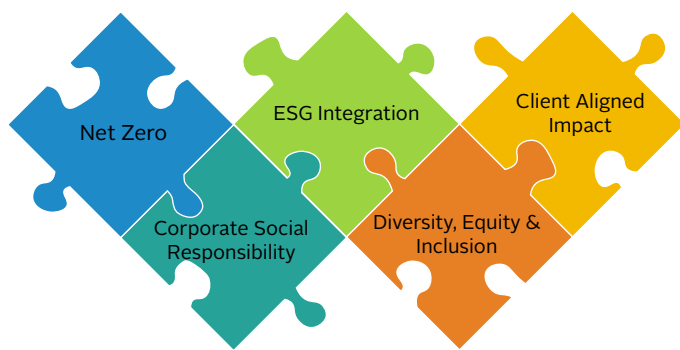 Net Zero
ESG Integration
Client Aligned
Impact
Corporate Social
Responsibility
Diversity, Equity &
Inclusion